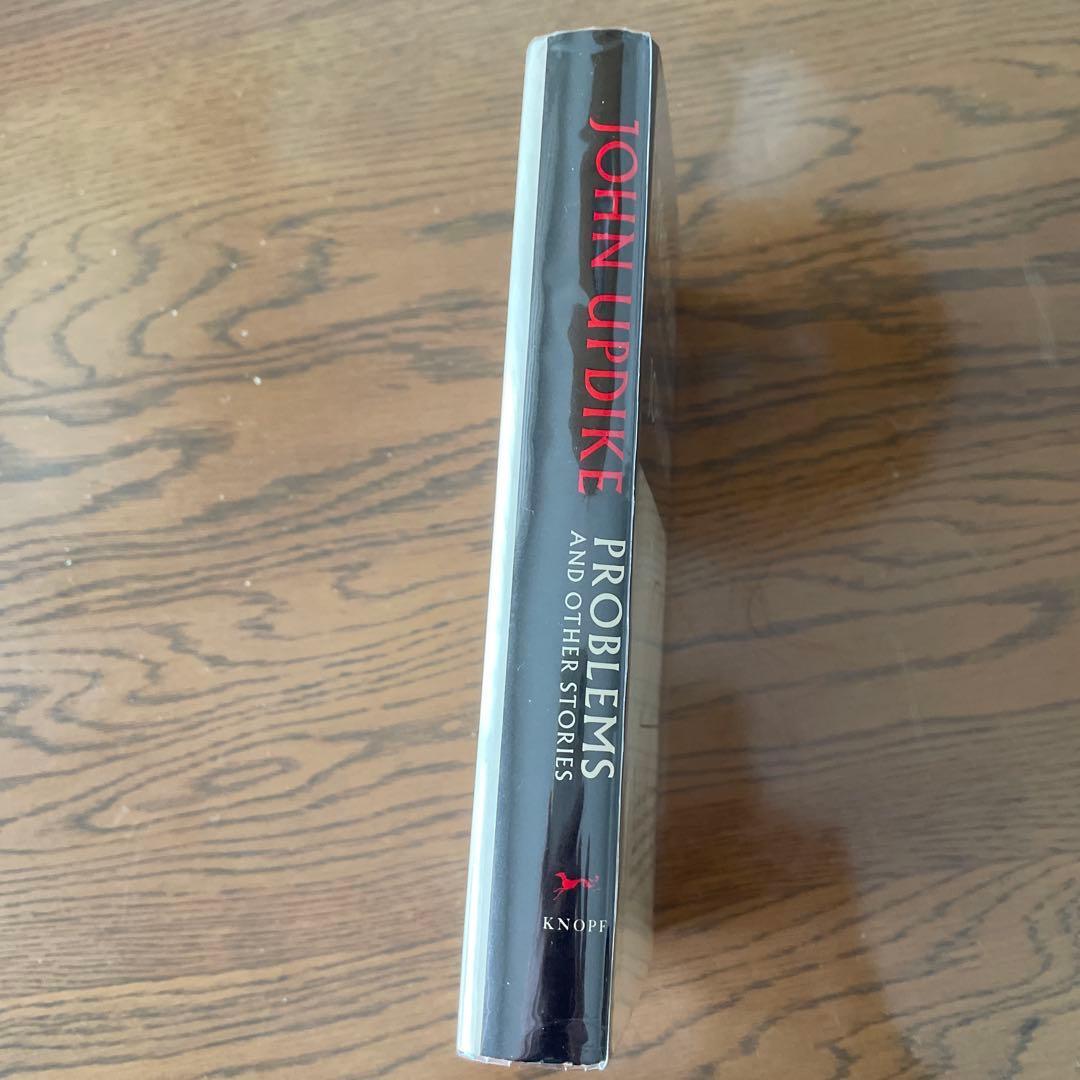 JOHN UPDIKE
PROBLEMS
AND OTHER STORIES
KNOPF